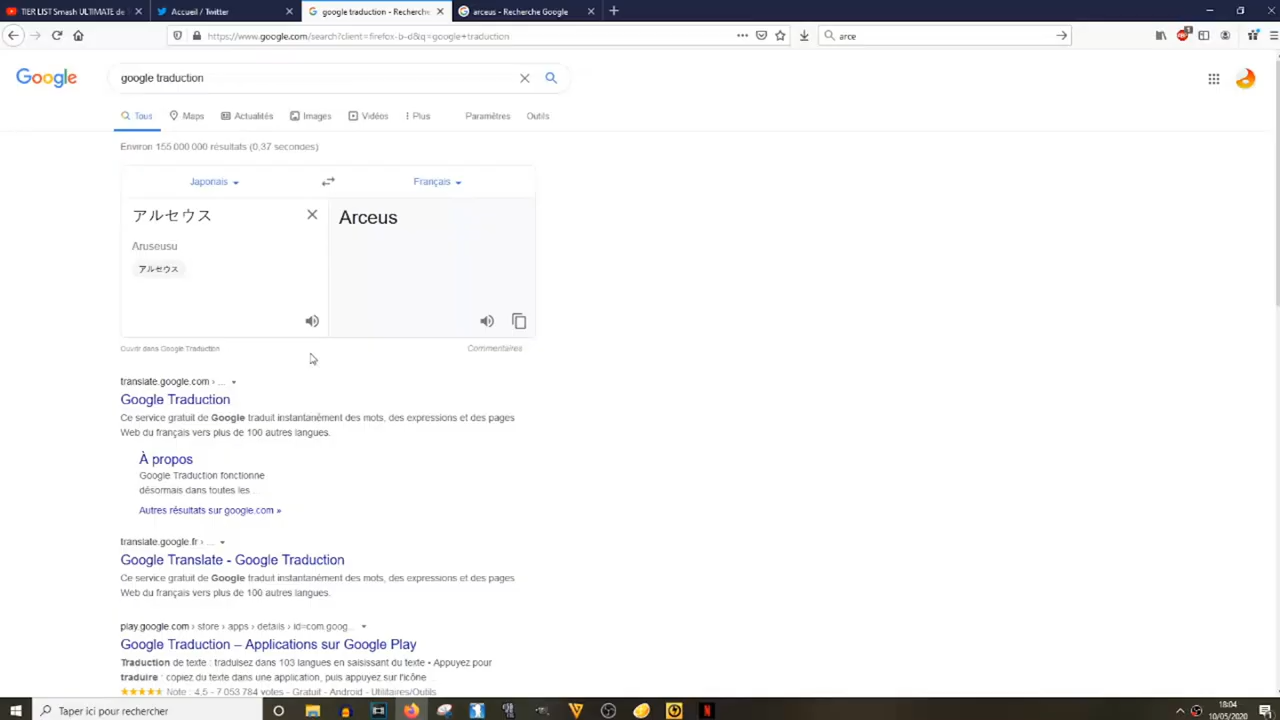 TIER LIST Smash ULTIMATE de
Accueil / Twitter
google traduction - Recherche
arceus - Recherche Google
https://www.google.com/search?client=firefox-b-d&q=google+traduction
arce
Google
google traduction
Tous
Maps
Actualités
Images
Vidéos
Plus
Paramètres
Outils
Environ 155 000 000 résultats (0,37 secondes)
Japonais
Français
アルセウス
Arceus
Aruseusu
アルセウス
Ouvrir dans Google Traduction
Commentaires
translate.google.com › ...
Google Traduction
Ce service gratuit de Google traduit instantanément des mots, des expressions et des pages
Web du français vers plus de 100 autres langues.
À propos
Google Traduction fonctionne
désormais dans toutes les ...
Autres résultats sur google.com »
translate.google.fr › ...
Google Translate - Google Traduction
Ce service gratuit de Google traduit instantanément des mots, des expressions et des pages
Web du français vers plus de 100 autres langues.
play.google.com › store › apps › details › id=com.goog...
Google Traduction – Applications sur Google Play
Traduction de texte : traduisez dans 103 langues en saisissant du texte • Appuyez pour
traduire : copiez du texte dans une application, puis appuyez sur l'icône
Note : 4,5 - 7 053 784 votes - Gratuit - Android - Utilitaires/Outils
Taper ici pour rechercher
18:04
10/05/2020